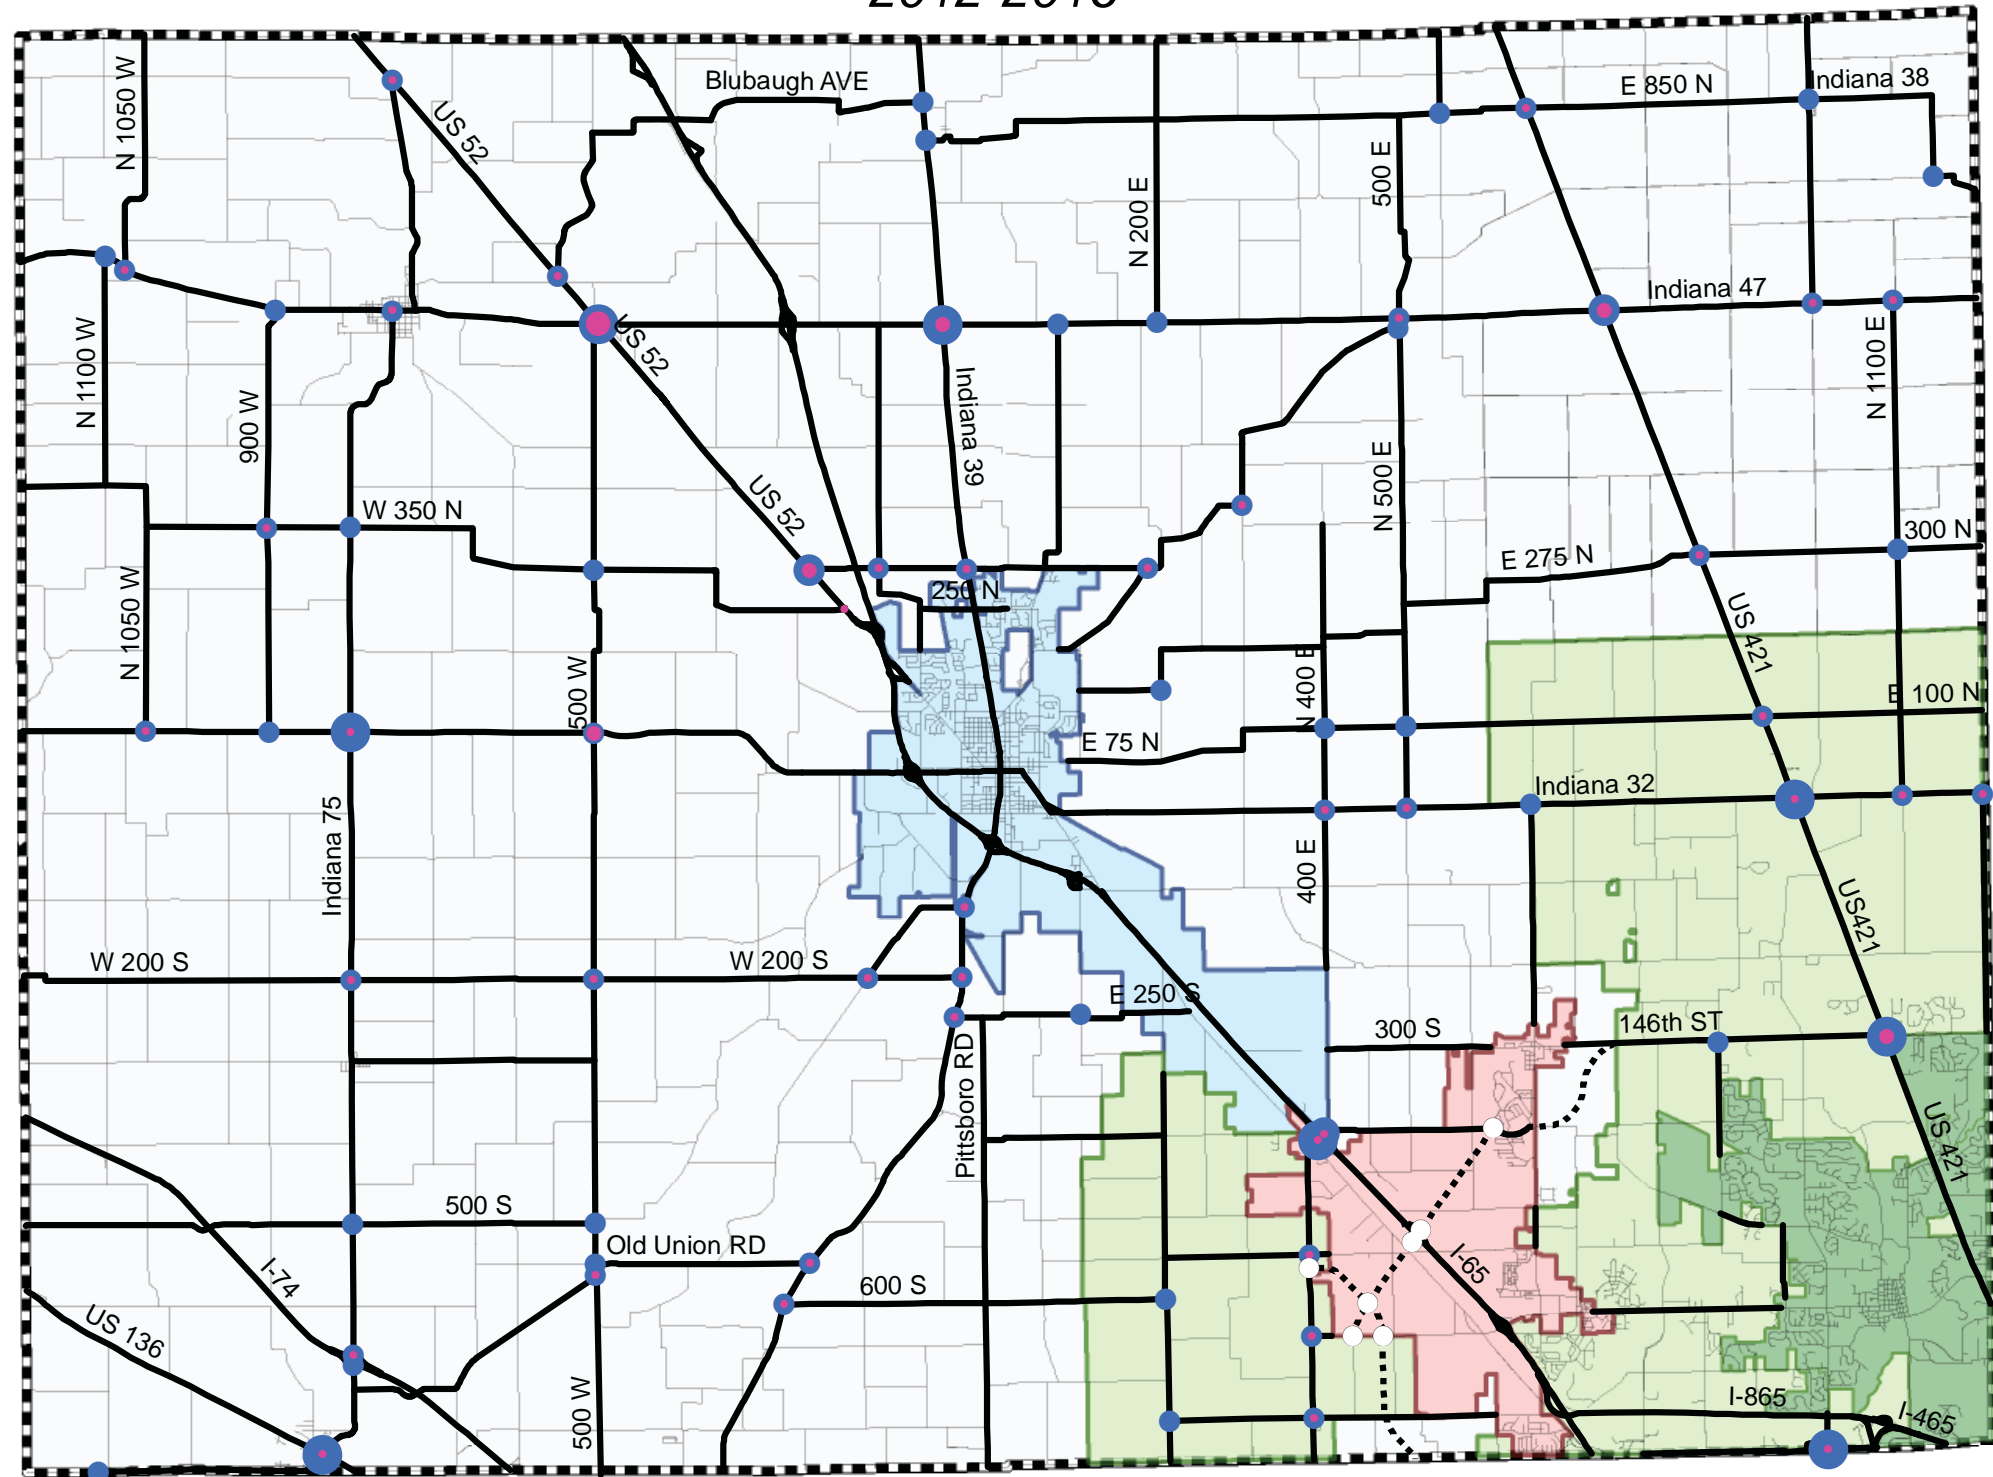 2012-2016
Blubaugh AVE
E 850 N
Indiana 38
N 1050 W
US 52
500 E
N 200 E
Indiana 47
US 52
N 1100 W
N 1100 E
Indiana 39
900 W
N 500 E
US 52
W 350 N
300 N
E 275 N
250 N
N 1050 W
US 421
500 W
N 400 E
E 100 N
E 75 N
Indiana 32
Indiana 75
400 E
US421
W 200 S
W 200 S
E 250 S
300 S
146th ST
Pittsboro RD
US 421
500 S
Old Union RD
I-74
I-65
600 S
US 136
500 W
I-865
I-465